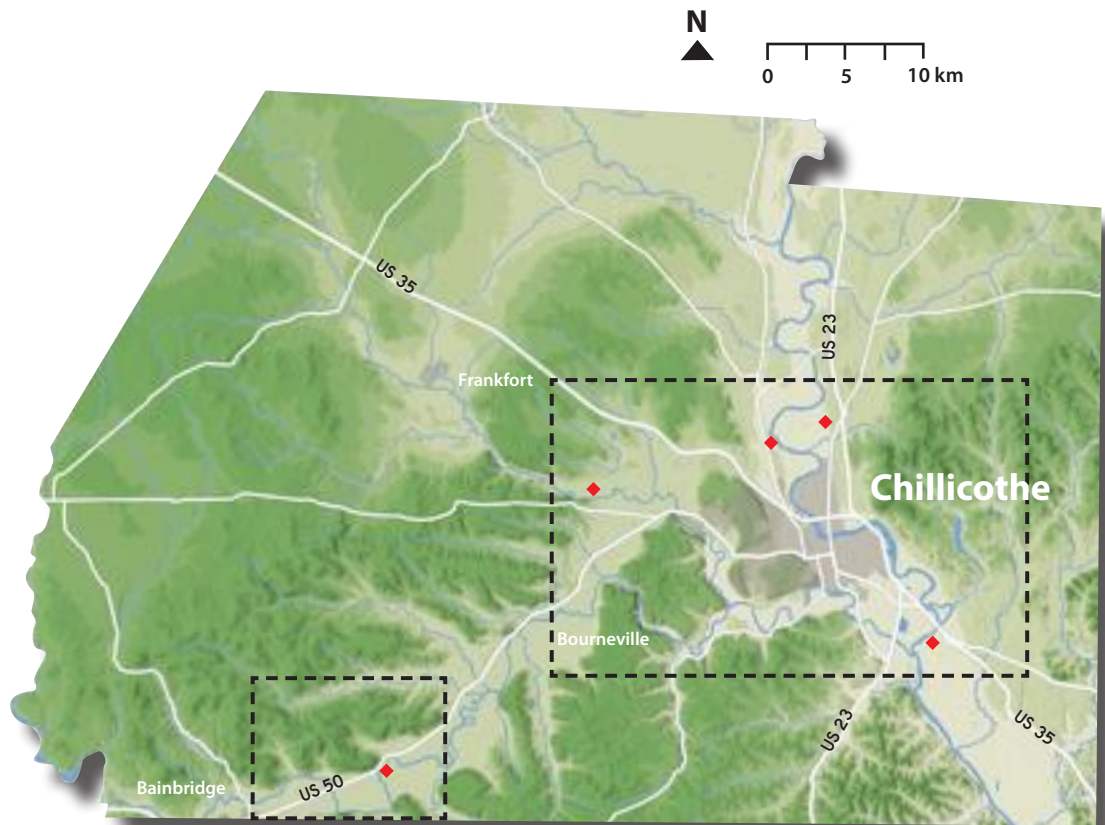 N
0 5 10 km
US 35
US 23
Frankfort
Chillicothe
Bourneville
US 23
US 35
Bainbridge
US 50